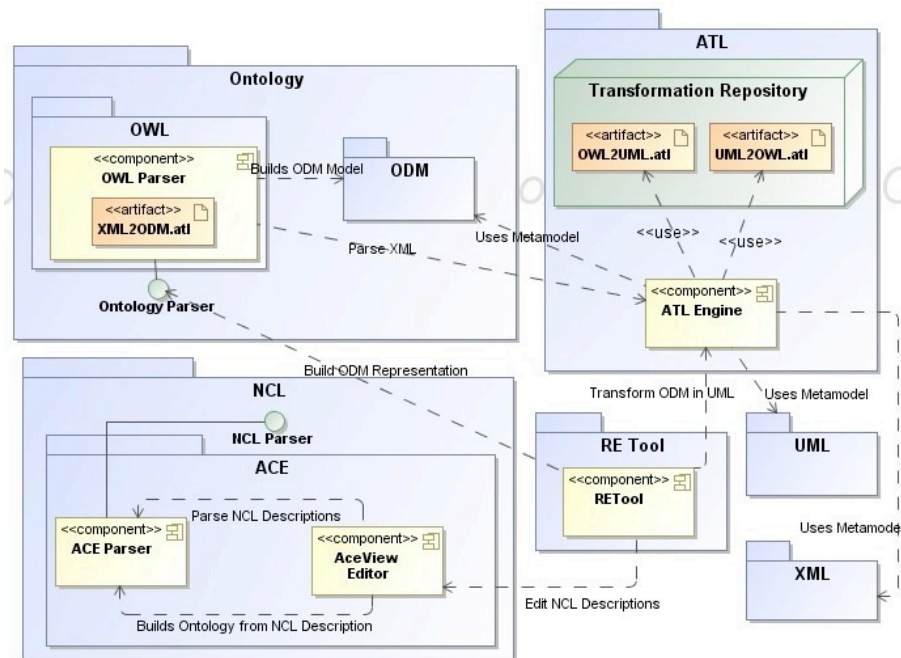 ATL
Ontology
Transformation Repository
OWL
<<component>>
OWL Parser
Builds ODM Model
ODM
<<artifact>>
OWL2UML.atl
<<artifact>>
UML2OWL.atl
<<artifact>>
XML2ODM.atl
Uses Metamodel
<<use>>
<<use>>
Parse XML
<<component>>
ATL Engine
Ontology Parser
Build ODM Representation
Transform ODM in UML
Uses Metamodel
NCL
NCL Parser
RE Tool
UML
ACE
<<component>>
RETool
Parse NCL Descriptions
<<component>>
ACE Parser
<<component>>
AceView
Editor
Uses Metamode
XML
Edit NCL Descriptions
Builds Ontology from NCL Description